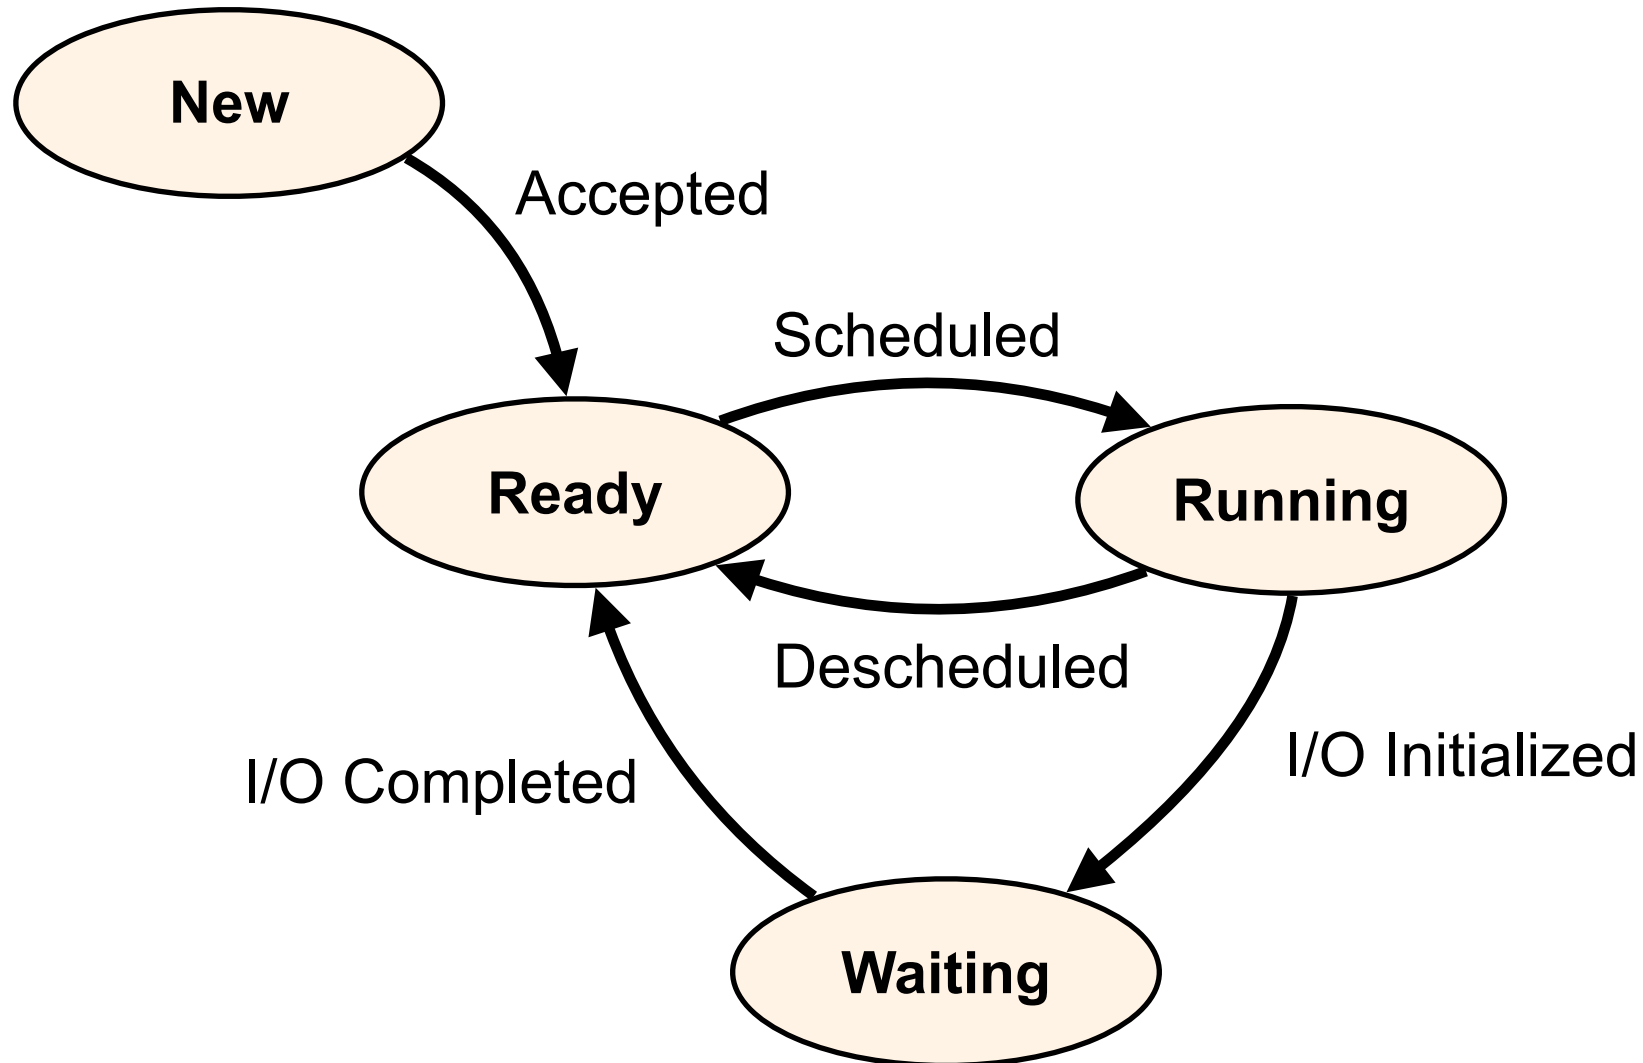 New
Accepted
Scheduled
Ready
Running
Descheduled
I/O Initialized
I/O Completed
Waiting